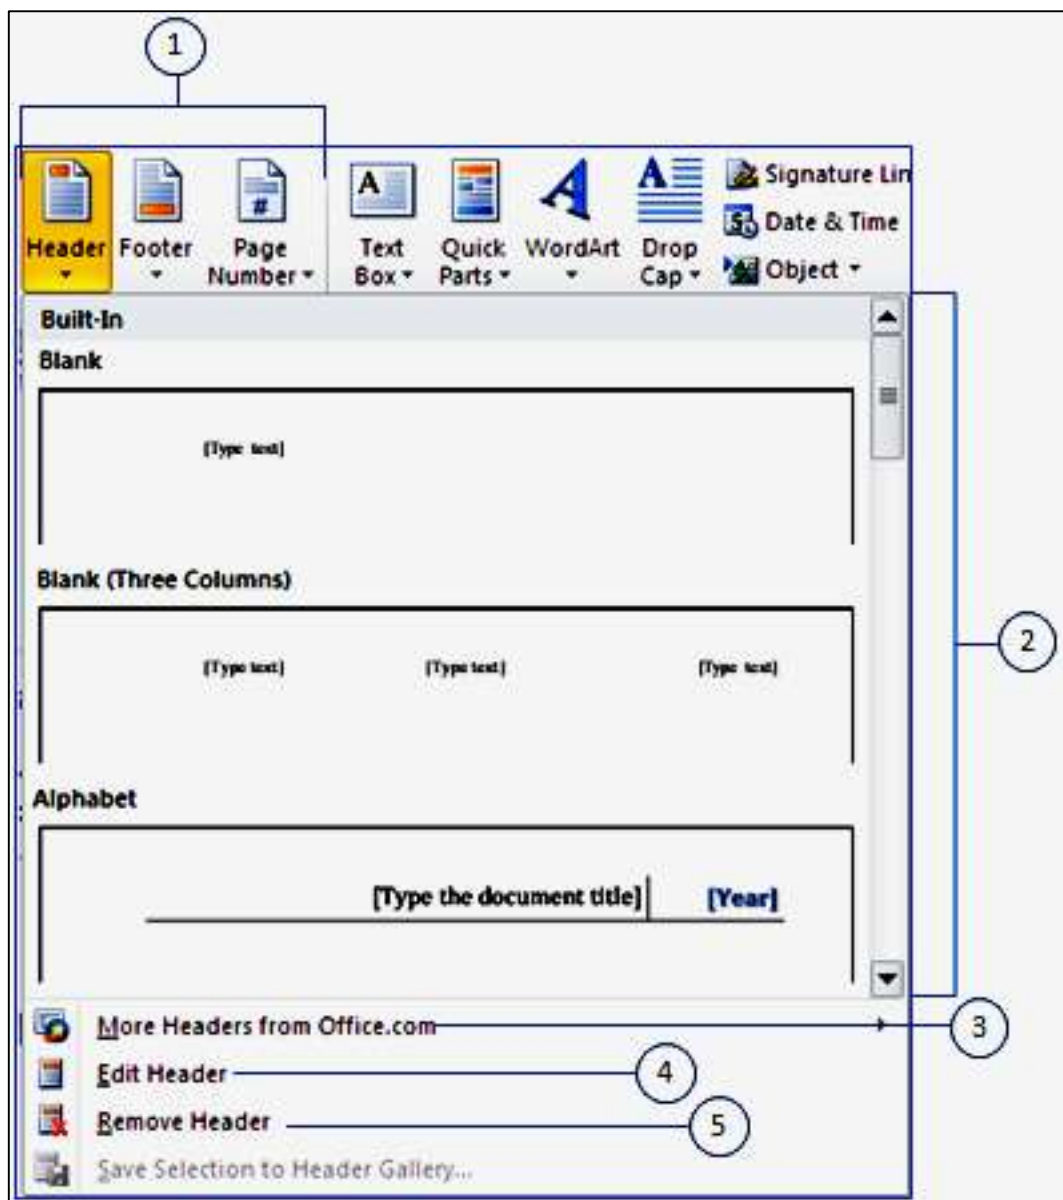 1
Header Footer Page Number Text Box Quick Parts WordArt Drop Cap
Signature Lin
Date & Time
Object
Built-In
Blank
[Type text]
Blank (Three Columns)
[Type text] [Type text] [Type text]
2
Alphabet
[Type the document title] [Year]
More Headers from Office.com 3
Edit Header 4
Remove Header 5
Save Selection to Header Gallery...